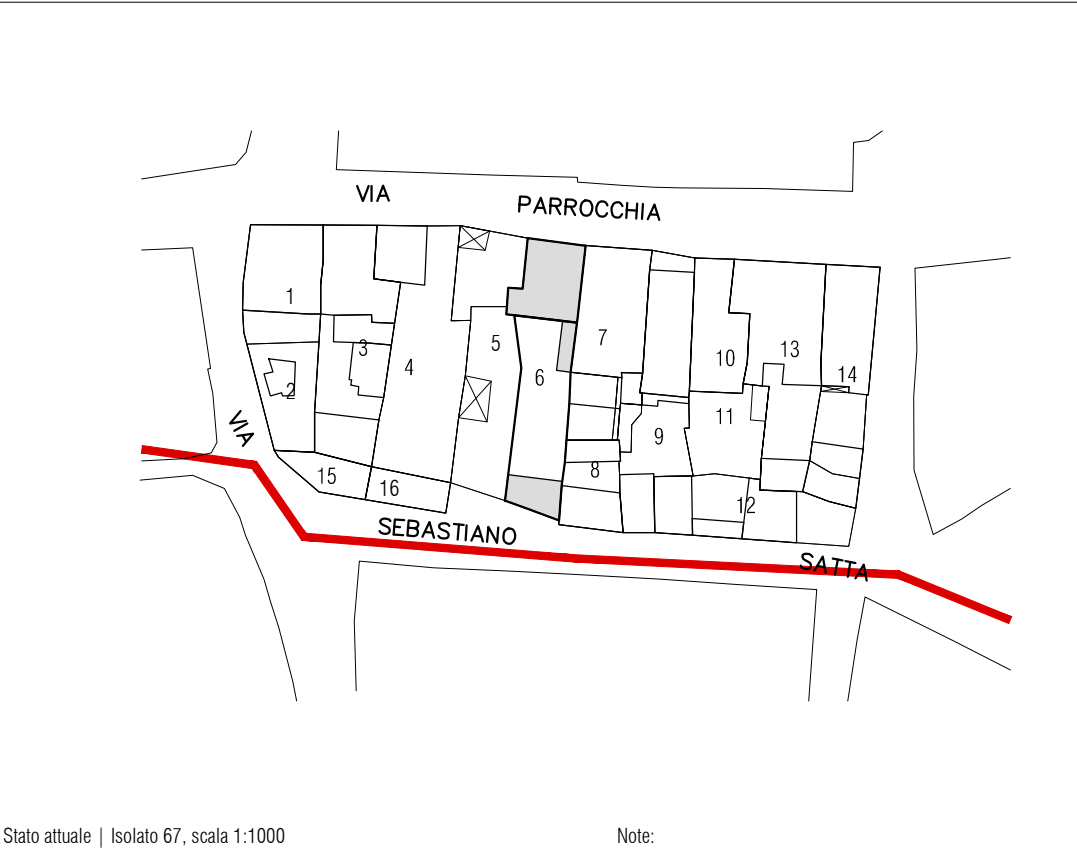 VIA
PARROCCHIA
1
2
3
4
5
6
7
8
9
10
11
12
13
14
15
16
VIA
SEBASTIANO
SATTA
Stato attuale | Isolato 67, scala 1:1000
Note: